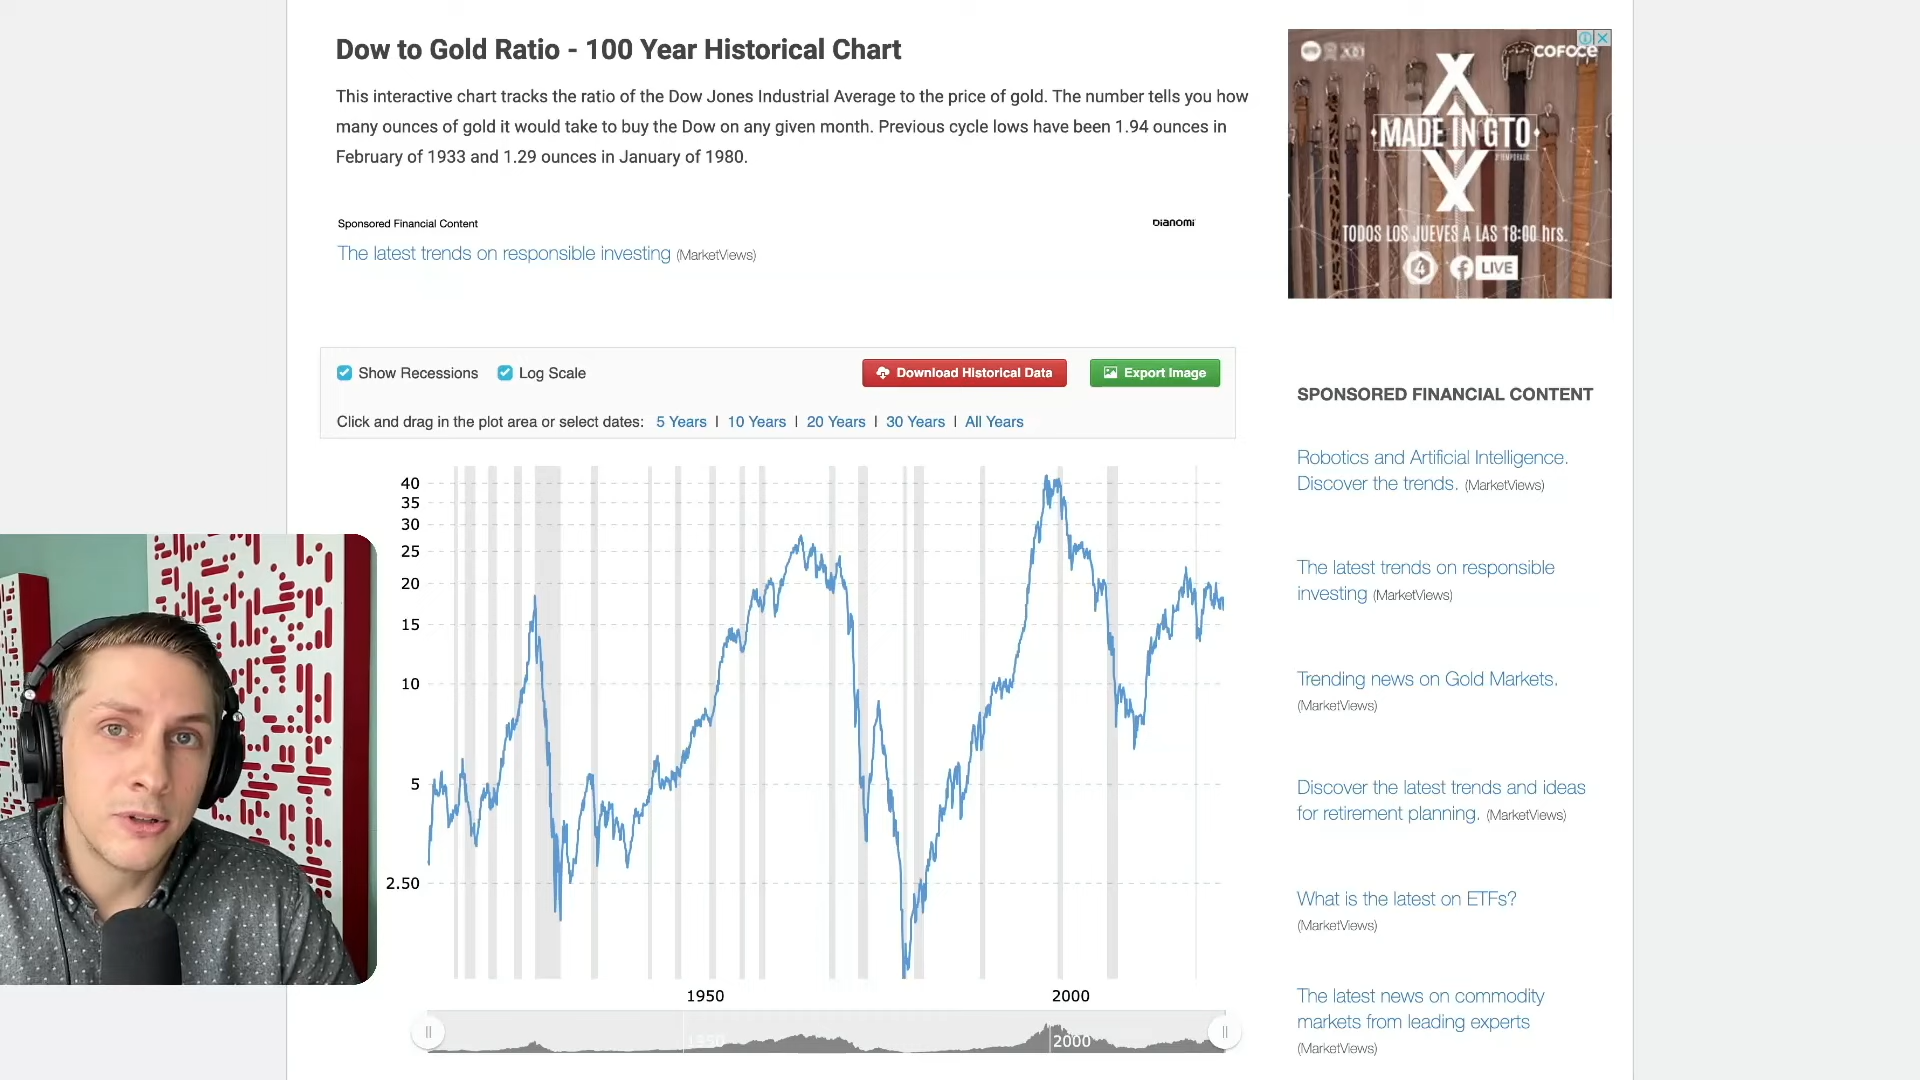 Dow to Gold Ratio - 100 Year Historical Chart
This interactive chart tracks the ratio of the Dow Jones Industrial Average to the price of gold. The number tells you how
many ounces of gold it would take to buy the Dow on any given month. Previous cycle lows have been 1.94 ounces in
February of 1933 and 1.29 ounces in January of 1980.
Sponsored Financial Content
bianomi
The latest trends on responsible investing (MarketViews)
Show Recessions
Log Scale
Download Historical Data
Export Image
Click and drag in the plot area or select dates: 5 Years | 10 Years | 20 Years | 30 Years | All Years
40
35
30
25
20
15
10
5
2.50
1950
2000
1950
2000
COFOCE
MADE IN GTO
TODOS LOS JUEVES A LAS 18:00 hrs.
4
LIVE
SPONSORED FINANCIAL CONTENT
Robotics and Artificial Intelligence.
Discover the trends. (MarketViews)
The latest trends on responsible
investing (MarketViews)
Trending news on Gold Markets.
(MarketViews)
Discover the latest trends and ideas
for retirement planning. (MarketViews)
What is the latest on ETFs?
(MarketViews)
The latest news on commodity
markets from leading experts
(MarketViews)